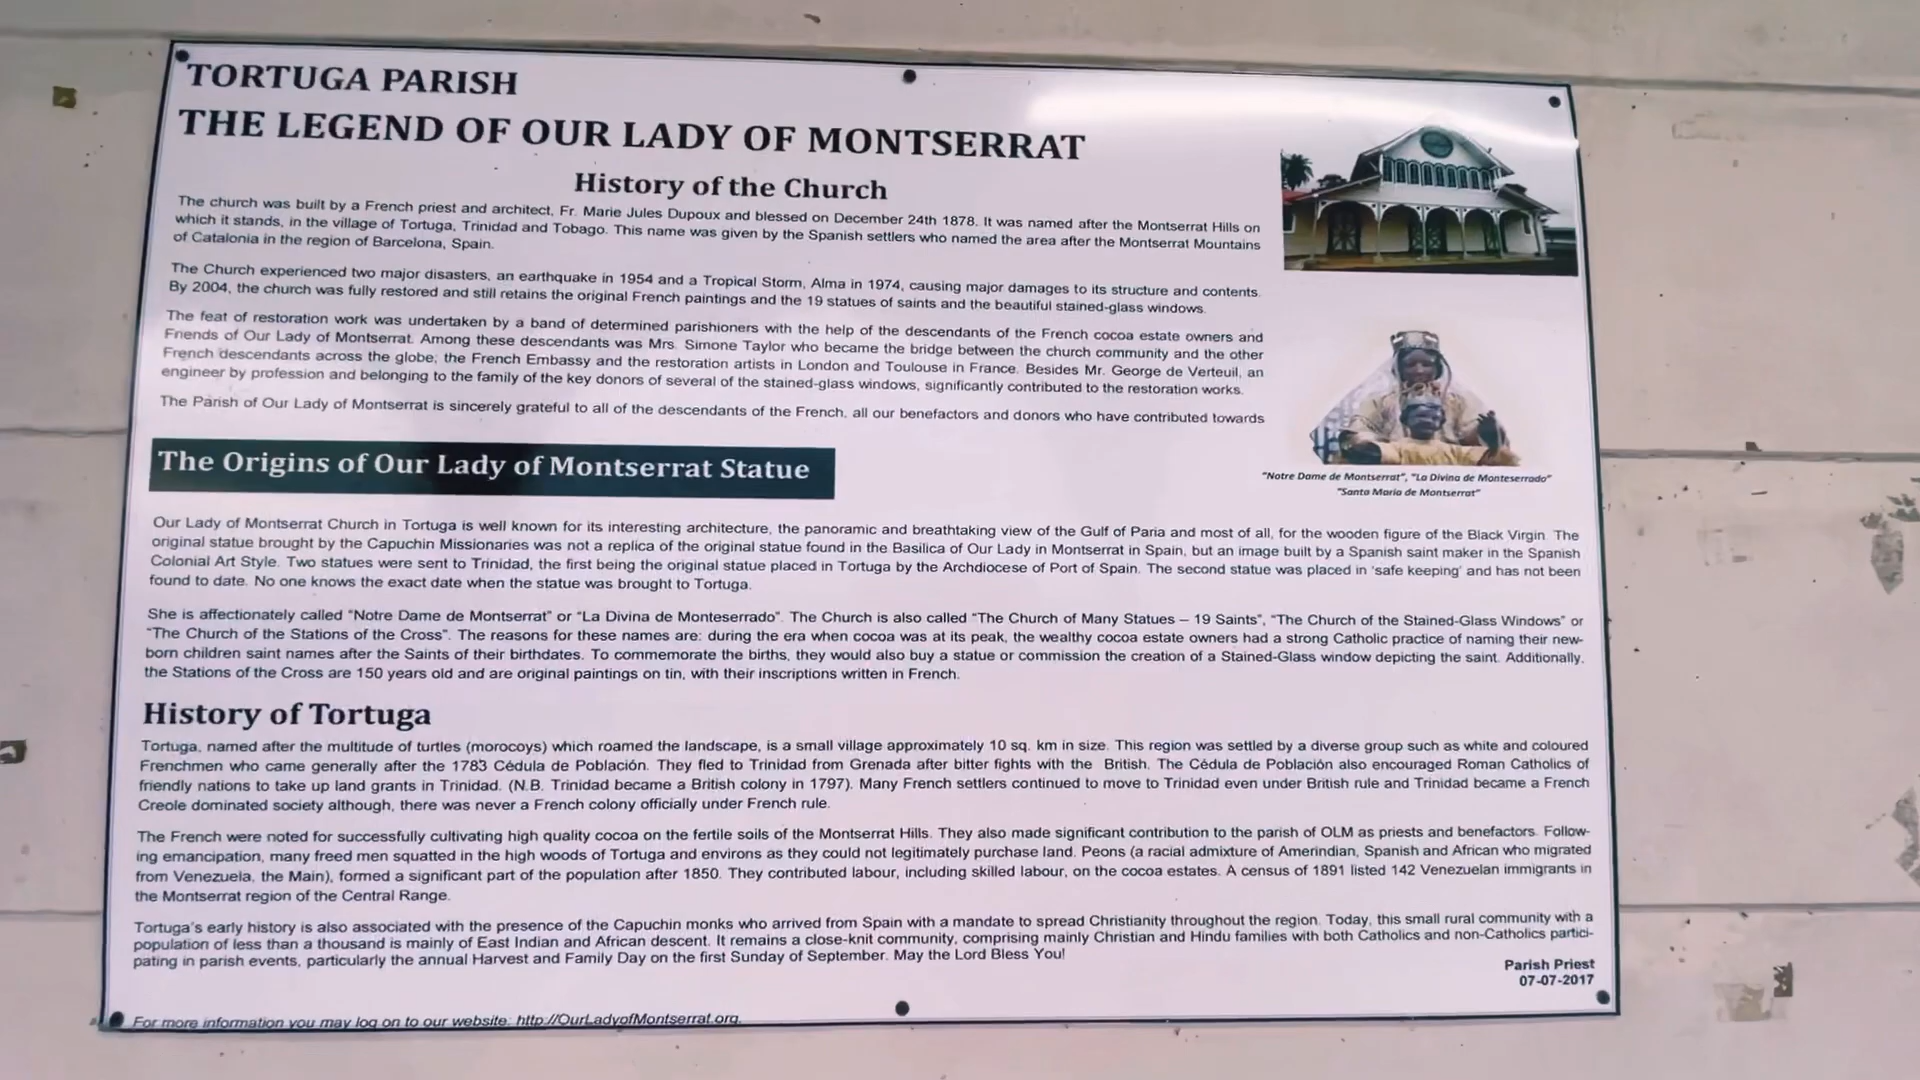 TORTUGA PARISH
THE LEGEND OF OUR LADY OF MONTSERRAT
History of the Church
The church was built by a French priest and architect, Fr. Marie Jules Dupoux and blessed on December 24th 1878. It was named after the Montserrat Hills on
which it stands, in the village of Tortuga, Trinidad and Tobago. This name was given by the Spanish settlers who named the area after the Montserrat Mountains
of Catalonia in the region of Barcelona, Spain.
The Church experienced two major disasters, an earthquake in 1954 and a Tropical Storm, Alma in 1974, causing major damages to its structure and contents.
By 2004, the church was fully restored and still retains the original French paintings and the 19 statues of saints and the beautiful stained-glass windows.
The feat of restoration work was undertaken by a band of determined parishioners with the help of the descendants of the French cocoa estate owners and
Friends of Our Lady of Montserrat. Among these descendants was Mrs. Simone Taylor who became the bridge between the church community and the other
French descendants across the globe, the French Embassy and the restoration artists in London and Toulouse in France. Besides Mr. George de Verteuil, an
engineer by profession and belonging to the family of the key donors of several of the stained-glass windows, significantly contributed to the restoration works.
The Parish of Our Lady of Montserrat is sincerely grateful to all of the descendants of the French, all our benefactors and donors who have contributed towards
"Notre Dame de Montserrat", "La Divina de Monteserrado"
"Santa Maria de Montserrat"
The Origins of Our Lady of Montserrat Statue
Our Lady of Montserrat Church in Tortuga is well known for its interesting architecture, the panoramic and breathtaking view of the Gulf of Paria and most of all, for the wooden figure of the Black Virgin. The
original statue brought by the Capuchin Missionaries was not a replica of the original statue found in the Basilica of Our Lady in Montserrat in Spain, but an image built by a Spanish saint maker in the Spanish
Colonial Art Style. Two statues were sent to Trinidad, the first being the original statue placed in Tortuga by the Archdiocese of Port of Spain. The second statue was placed in 'safe keeping' and has not been
found to date. No one knows the exact date when the statue was brought to Tortuga.
She is affectionately called "Notre Dame de Montserrat" or "La Divina de Monteserrado". The Church is also called "The Church of Many Statues – 19 Saints", "The Church of the Stained-Glass Windows" or
"The Church of the Stations of the Cross". The reasons for these names are: during the era when cocoa was at its peak, the wealthy cocoa estate owners had a strong Catholic practice of naming their new-
born children saint names after the Saints of their birthdates. To commemorate the births, they would also buy a statue or commission the creation of a Stained-Glass window depicting the saint. Additionally,
the Stations of the Cross are 150 years old and are original paintings on tin, with their inscriptions written in French.
History of Tortuga
Tortuga, named after the multitude of turtles (morocoys) which roamed the landscape, is a small village approximately 10 sq. km in size. This region was settled by a diverse group such as white and coloured
Frenchmen who came generally after the 1783 Cédula de Población. They fled to Trinidad from Grenada after bitter fights with the British. The Cédula de Población also encouraged Roman Catholics of
friendly nations to take up land grants in Trinidad. (N.B. Trinidad became a British colony in 1797). Many French settlers continued to move to Trinidad even under British rule and Trinidad became a French
Creole dominated society although, there was never a French colony officially under French rule.
The French were noted for successfully cultivating high quality cocoa on the fertile soils of the Montserrat Hills. They also made significant contribution to the parish of OLM as priests and benefactors. Follow-
ing emancipation, many freed men squatted in the high woods of Tortuga and environs as they could not legitimately purchase land. Peons (a racial admixture of Amerindian, Spanish and African who migrated
from Venezuela, the Main), formed a significant part of the population after 1850. They contributed labour, including skilled labour, on the cocoa estates. A census of 1891 listed 142 Venezuelan immigrants in
the Montserrat region of the Central Range.
Tortuga's early history is also associated with the presence of the Capuchin monks who arrived from Spain with a mandate to spread Christianity throughout the region. Today, this small rural community with a
population of less than a thousand is mainly of East Indian and African descent. It remains a close-knit community, comprising mainly Christian and Hindu families with both Catholics and non-Catholics partici-
pating in parish events, particularly the annual Harvest and Family Day on the first Sunday of September. May the Lord Bless You!
Parish Priest
07-07-2017
For more information you may log on to our website: http://OurLadyofMontserrat.org.